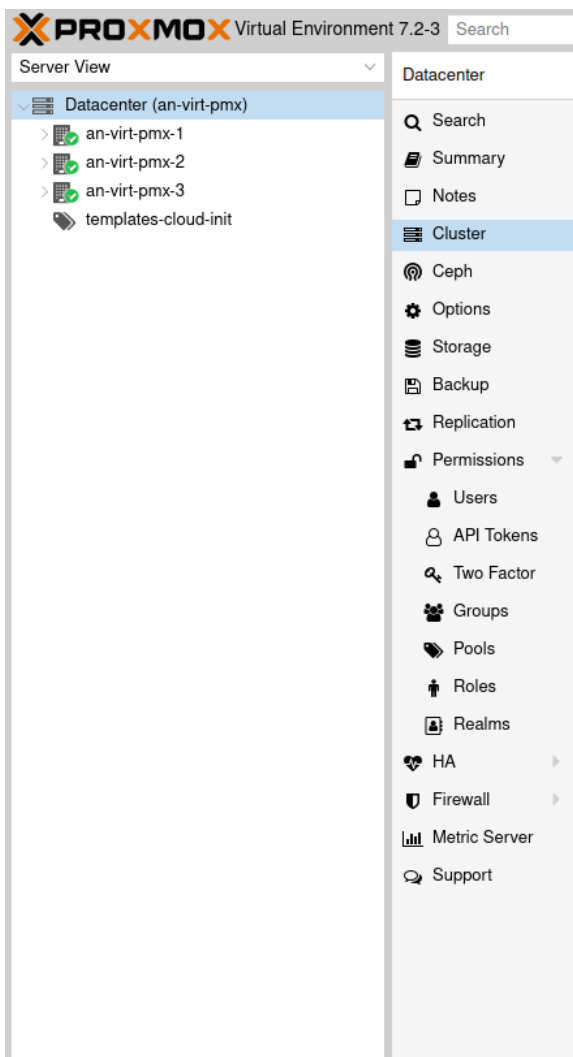 PROXMOX Virtual Environment 7.2-3 Search
Server View
Datacenter (an-virt-pmx)
an-virt-pmx-1
an-virt-pmx-2
an-virt-pmx-3
templates-cloud-init
Datacenter
Search
Summary
Notes
Cluster
Ceph
Options
Storage
Backup
Replication
Permissions
Users
API Tokens
Two Factor
Groups
Pools
Roles
Realms
HA
Firewall
Metric Server
Support